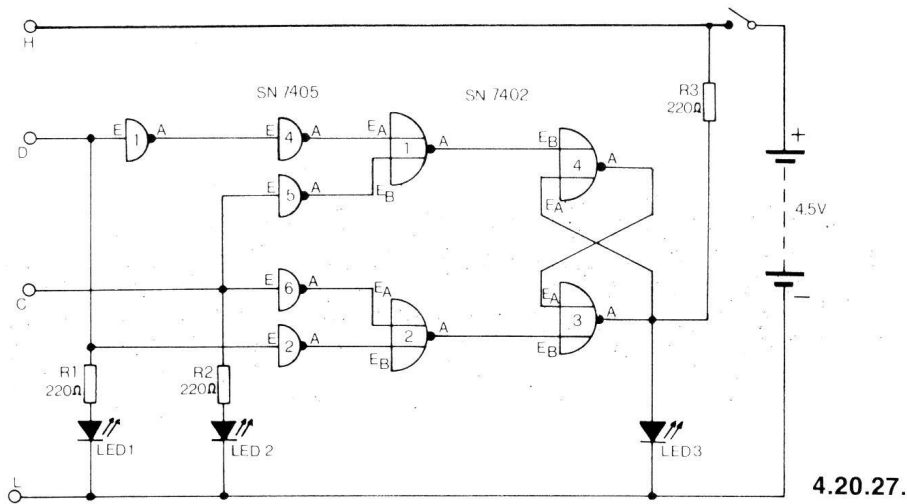 H
SN 7405
SN 7402
R3
220Ω
D
E 1 A
E 4 A
EA
1 A
EB
EB
4 A
EA
+
4.5V
−
E 5 A
C
E 6 A
EA
2 A
EB
E 2 A
EA
3 A
EB
R1
220Ω
R2
220Ω
LED1
LED 2
LED3
L
4.20.27.